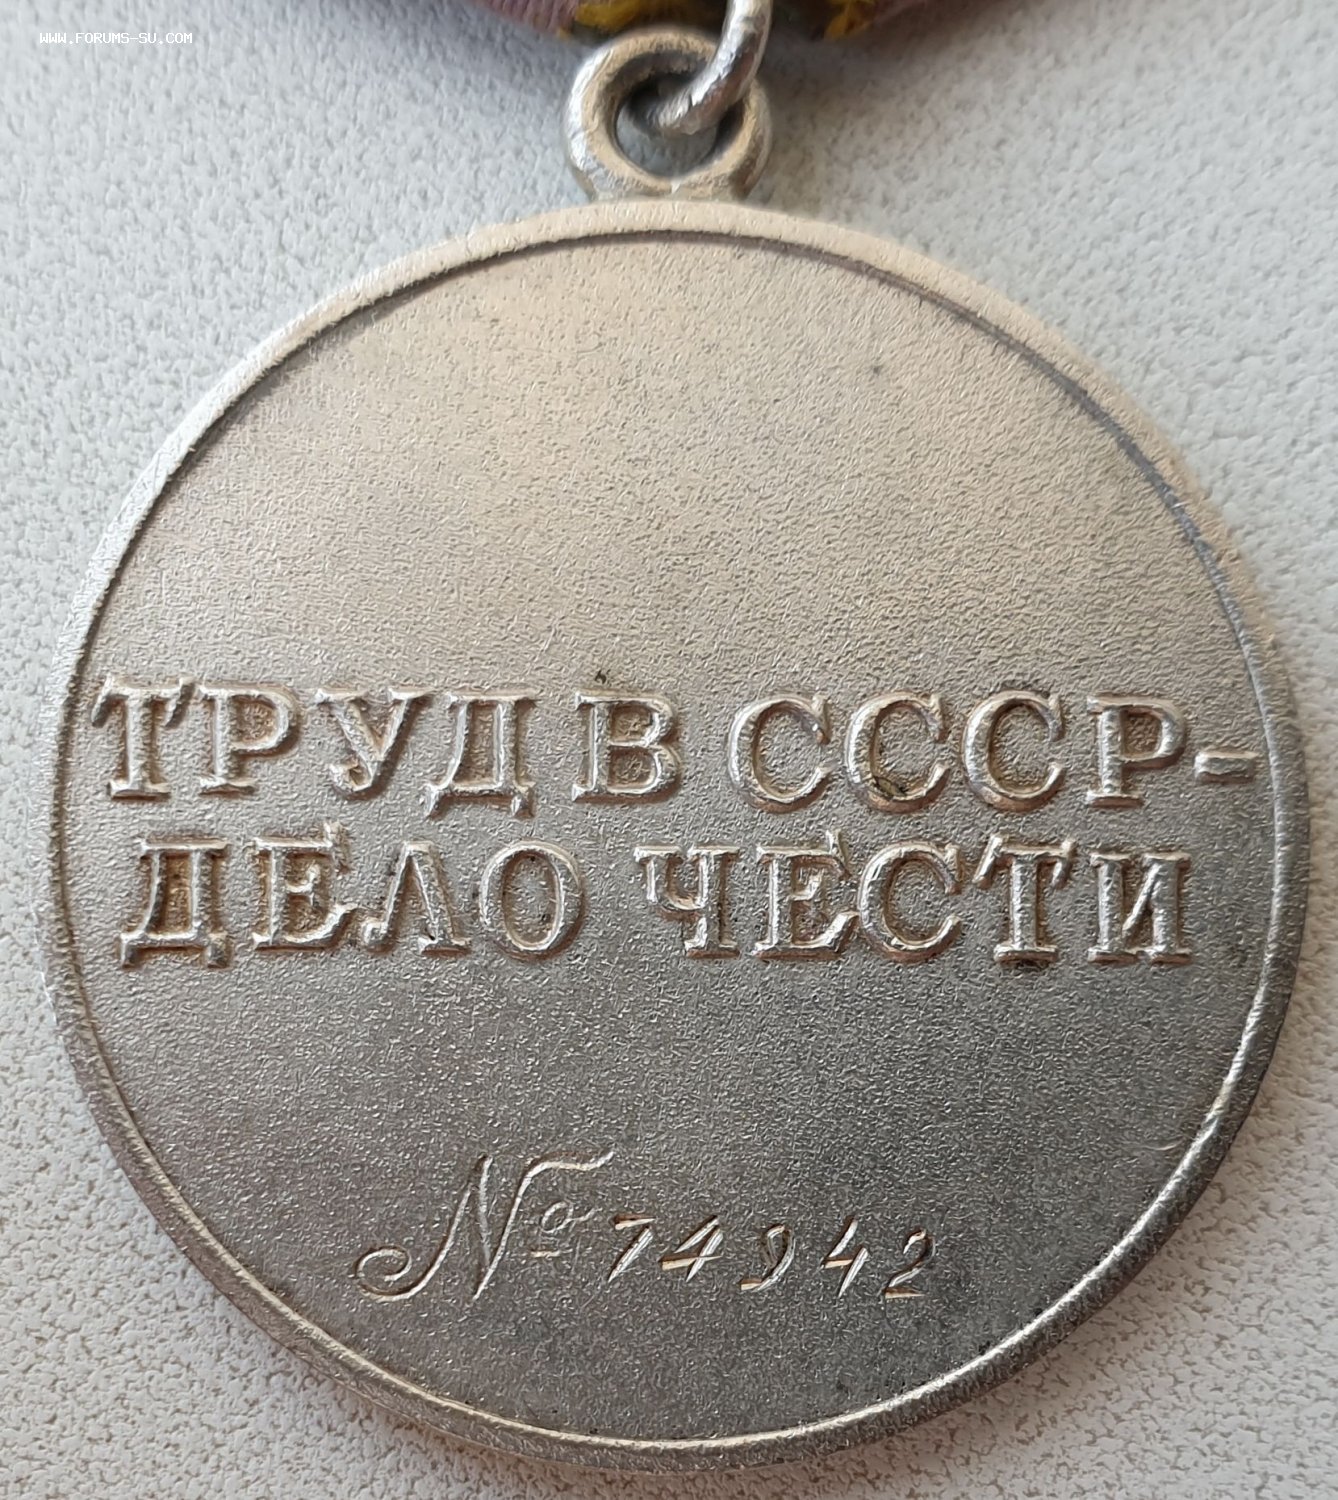 WWW.FORUMS-SU.COM
ТРУД В СССР-
ДЕЛО ЧЕСТИ
№ 74942